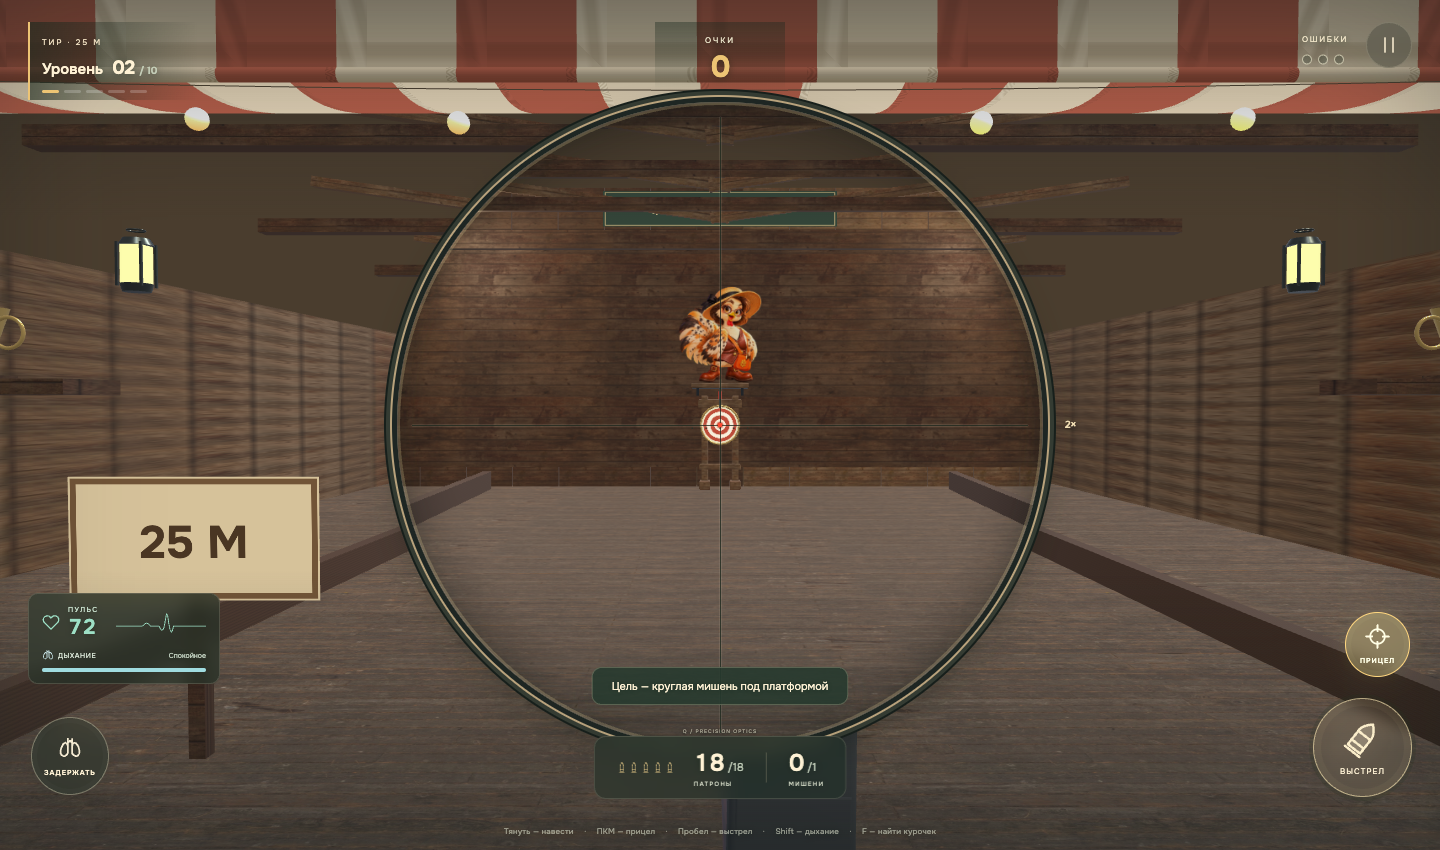 ТИР · 25 М
Уровень 02 / 10
ОЧКИ
0
ОШИБКИ
2×
25 М
ПУЛЬС
72
ДЫХАНИЕ
Спокойное
ЗАДЕРЖАТЬ
ПРИЦЕЛ
ВЫСТРЕЛ
Цель — круглая мишень под платформой
/ PRECISION OPTICS
18 /18
ПАТРОНЫ
0 /1
МИШЕНИ
Тянуть — навести · ПКМ — прицел · Пробел — выстрел · Shift — дыхание · F — найти курочек